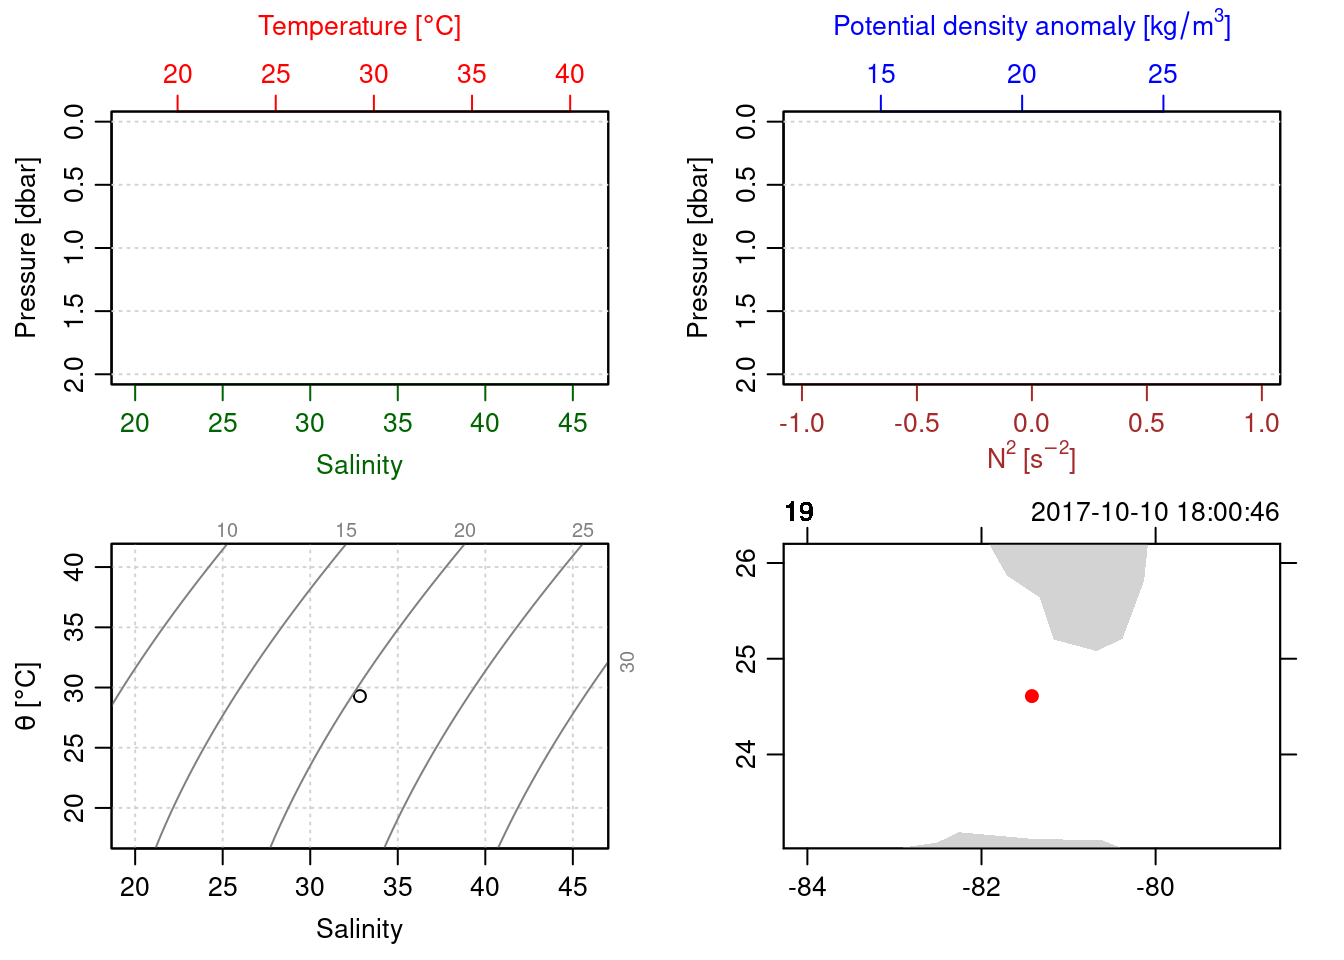 Temperature [°C]
20 25 30 35 40
0.0
0.5
1.0
1.5
2.0
Pressure [dbar]
20 25 30 35 40 45
Salinity
Potential density anomaly [kg/m³]
15 20 25
0.0
0.5
1.0
1.5
2.0
Pressure [dbar]
-1.0 -0.5 0.0 0.5 1.0
N² [s⁻²]
10 15 20 25
30
40
35
30
25
20
θ [°C]
20 25 30 35 40 45
Salinity
19 2017-10-10 18:00:46
26
25
24
-84 -82 -80